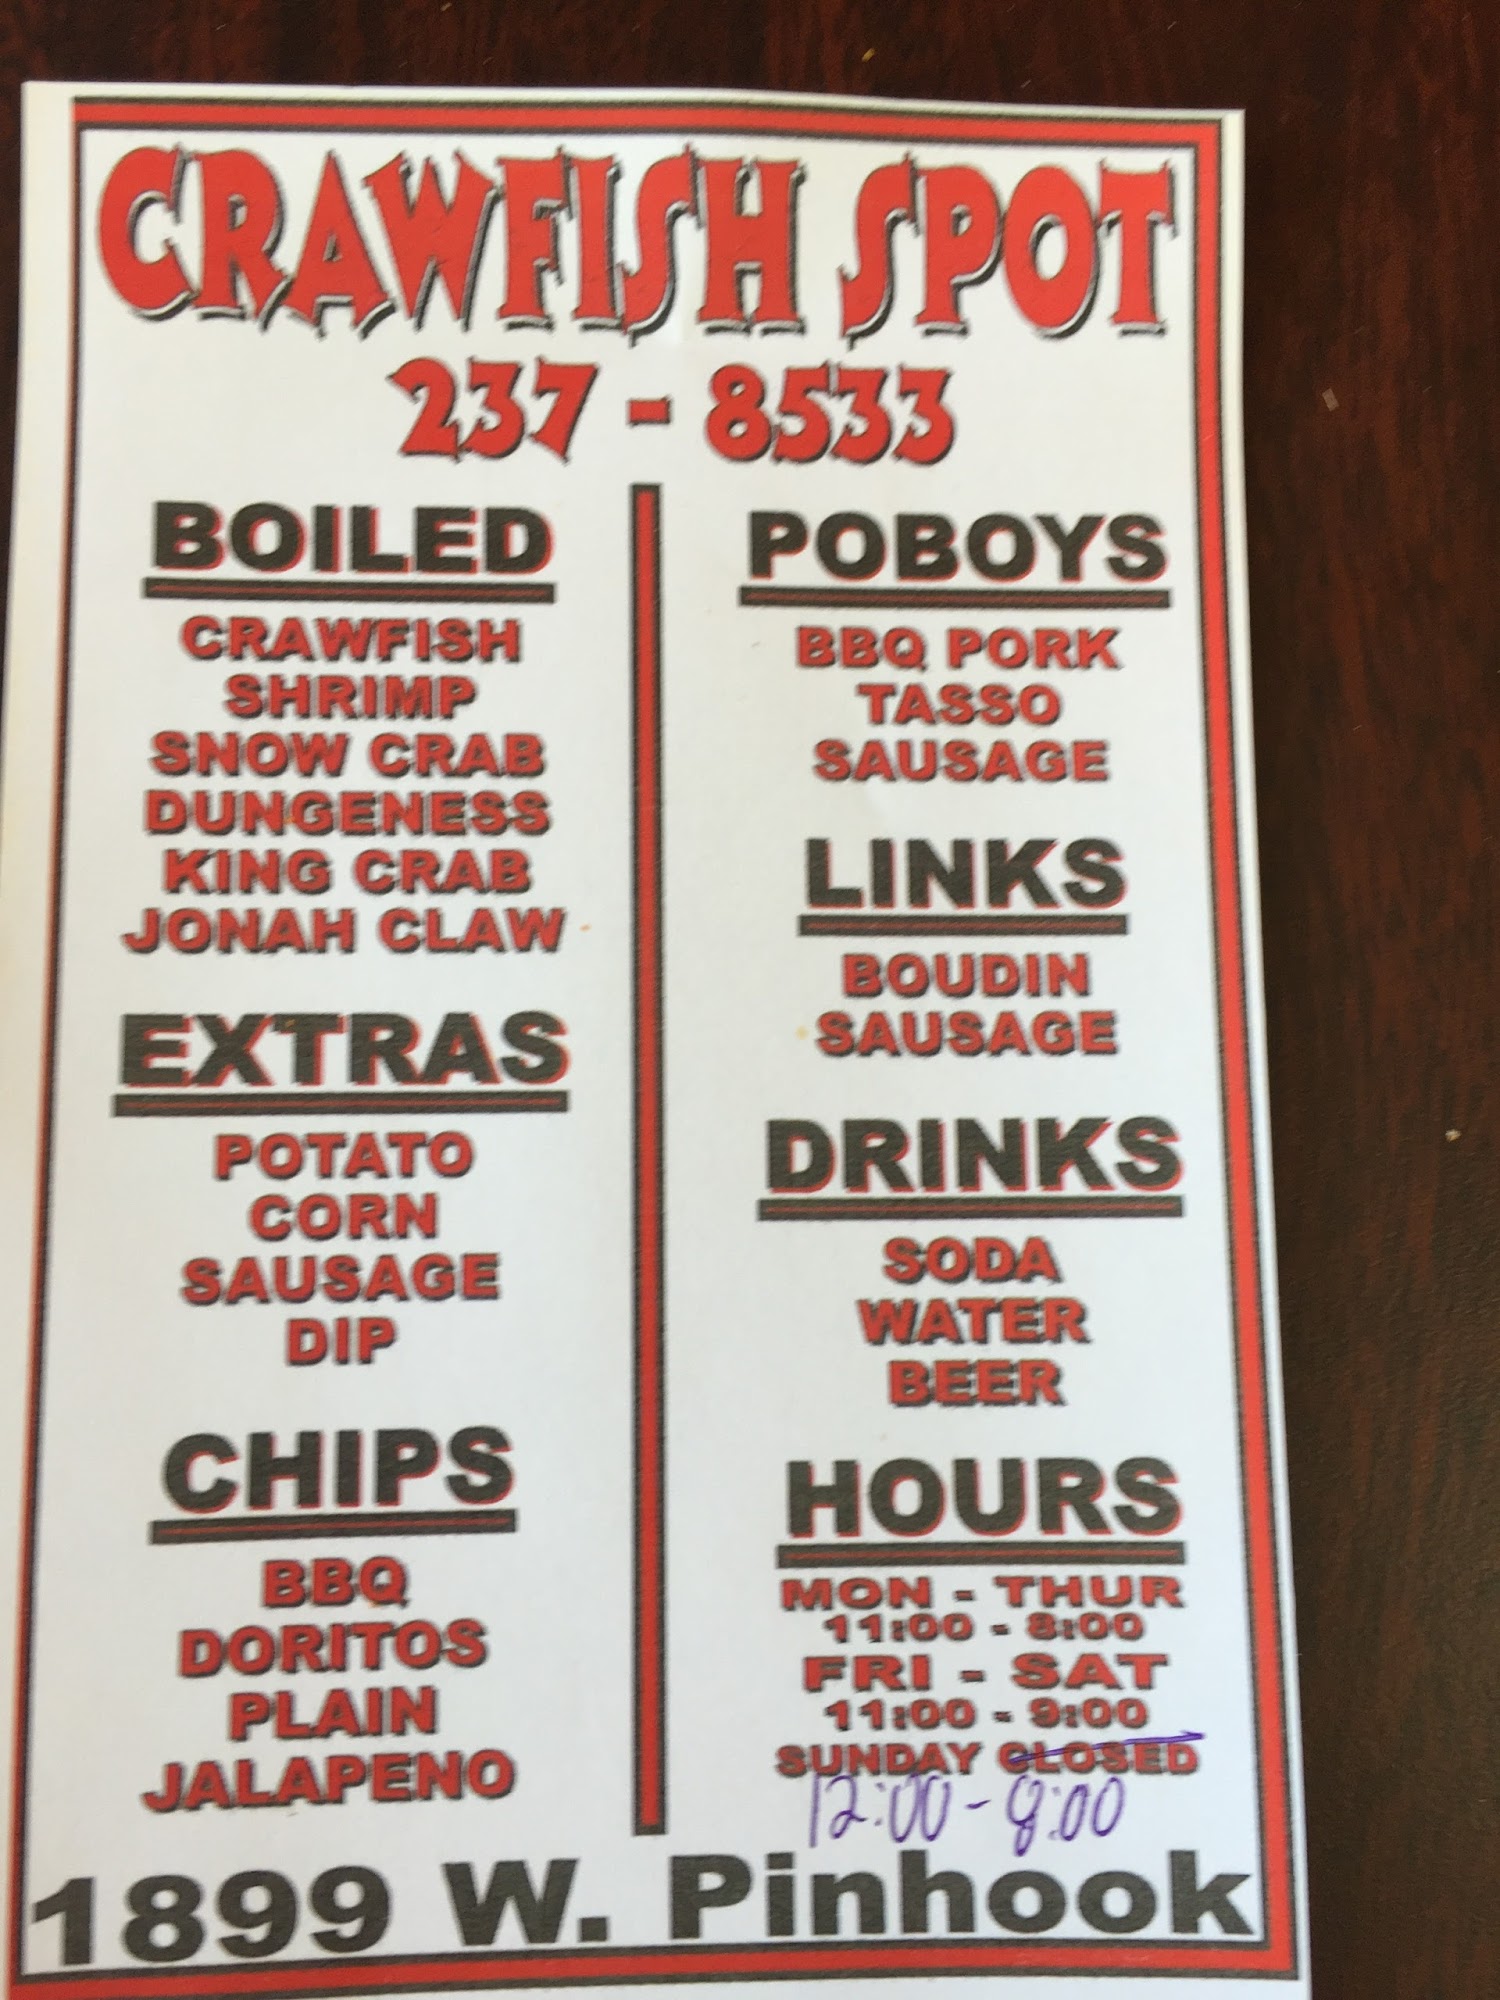 CRAWFISH SPOT
237 - 8533
BOILED
CRAWFISH
SHRIMP
SNOW CRAB
DUNGENESS
KING CRAB
JONAH CLAW
EXTRAS
POTATO
CORN
SAUSAGE
DIP
CHIPS
BBQ
DORITOS
PLAIN
JALAPENO
POBOYS
BBQ PORK
TASSO
SAUSAGE
LINKS
BOUDIN
SAUSAGE
DRINKS
SODA
WATER
BEER
HOURS
MON - THUR
11:00 - 8:00
FRI - SAT
11:00 - 9:00
SUNDAY CLOSED
12:00 - 8:00
1899 W. Pinhook